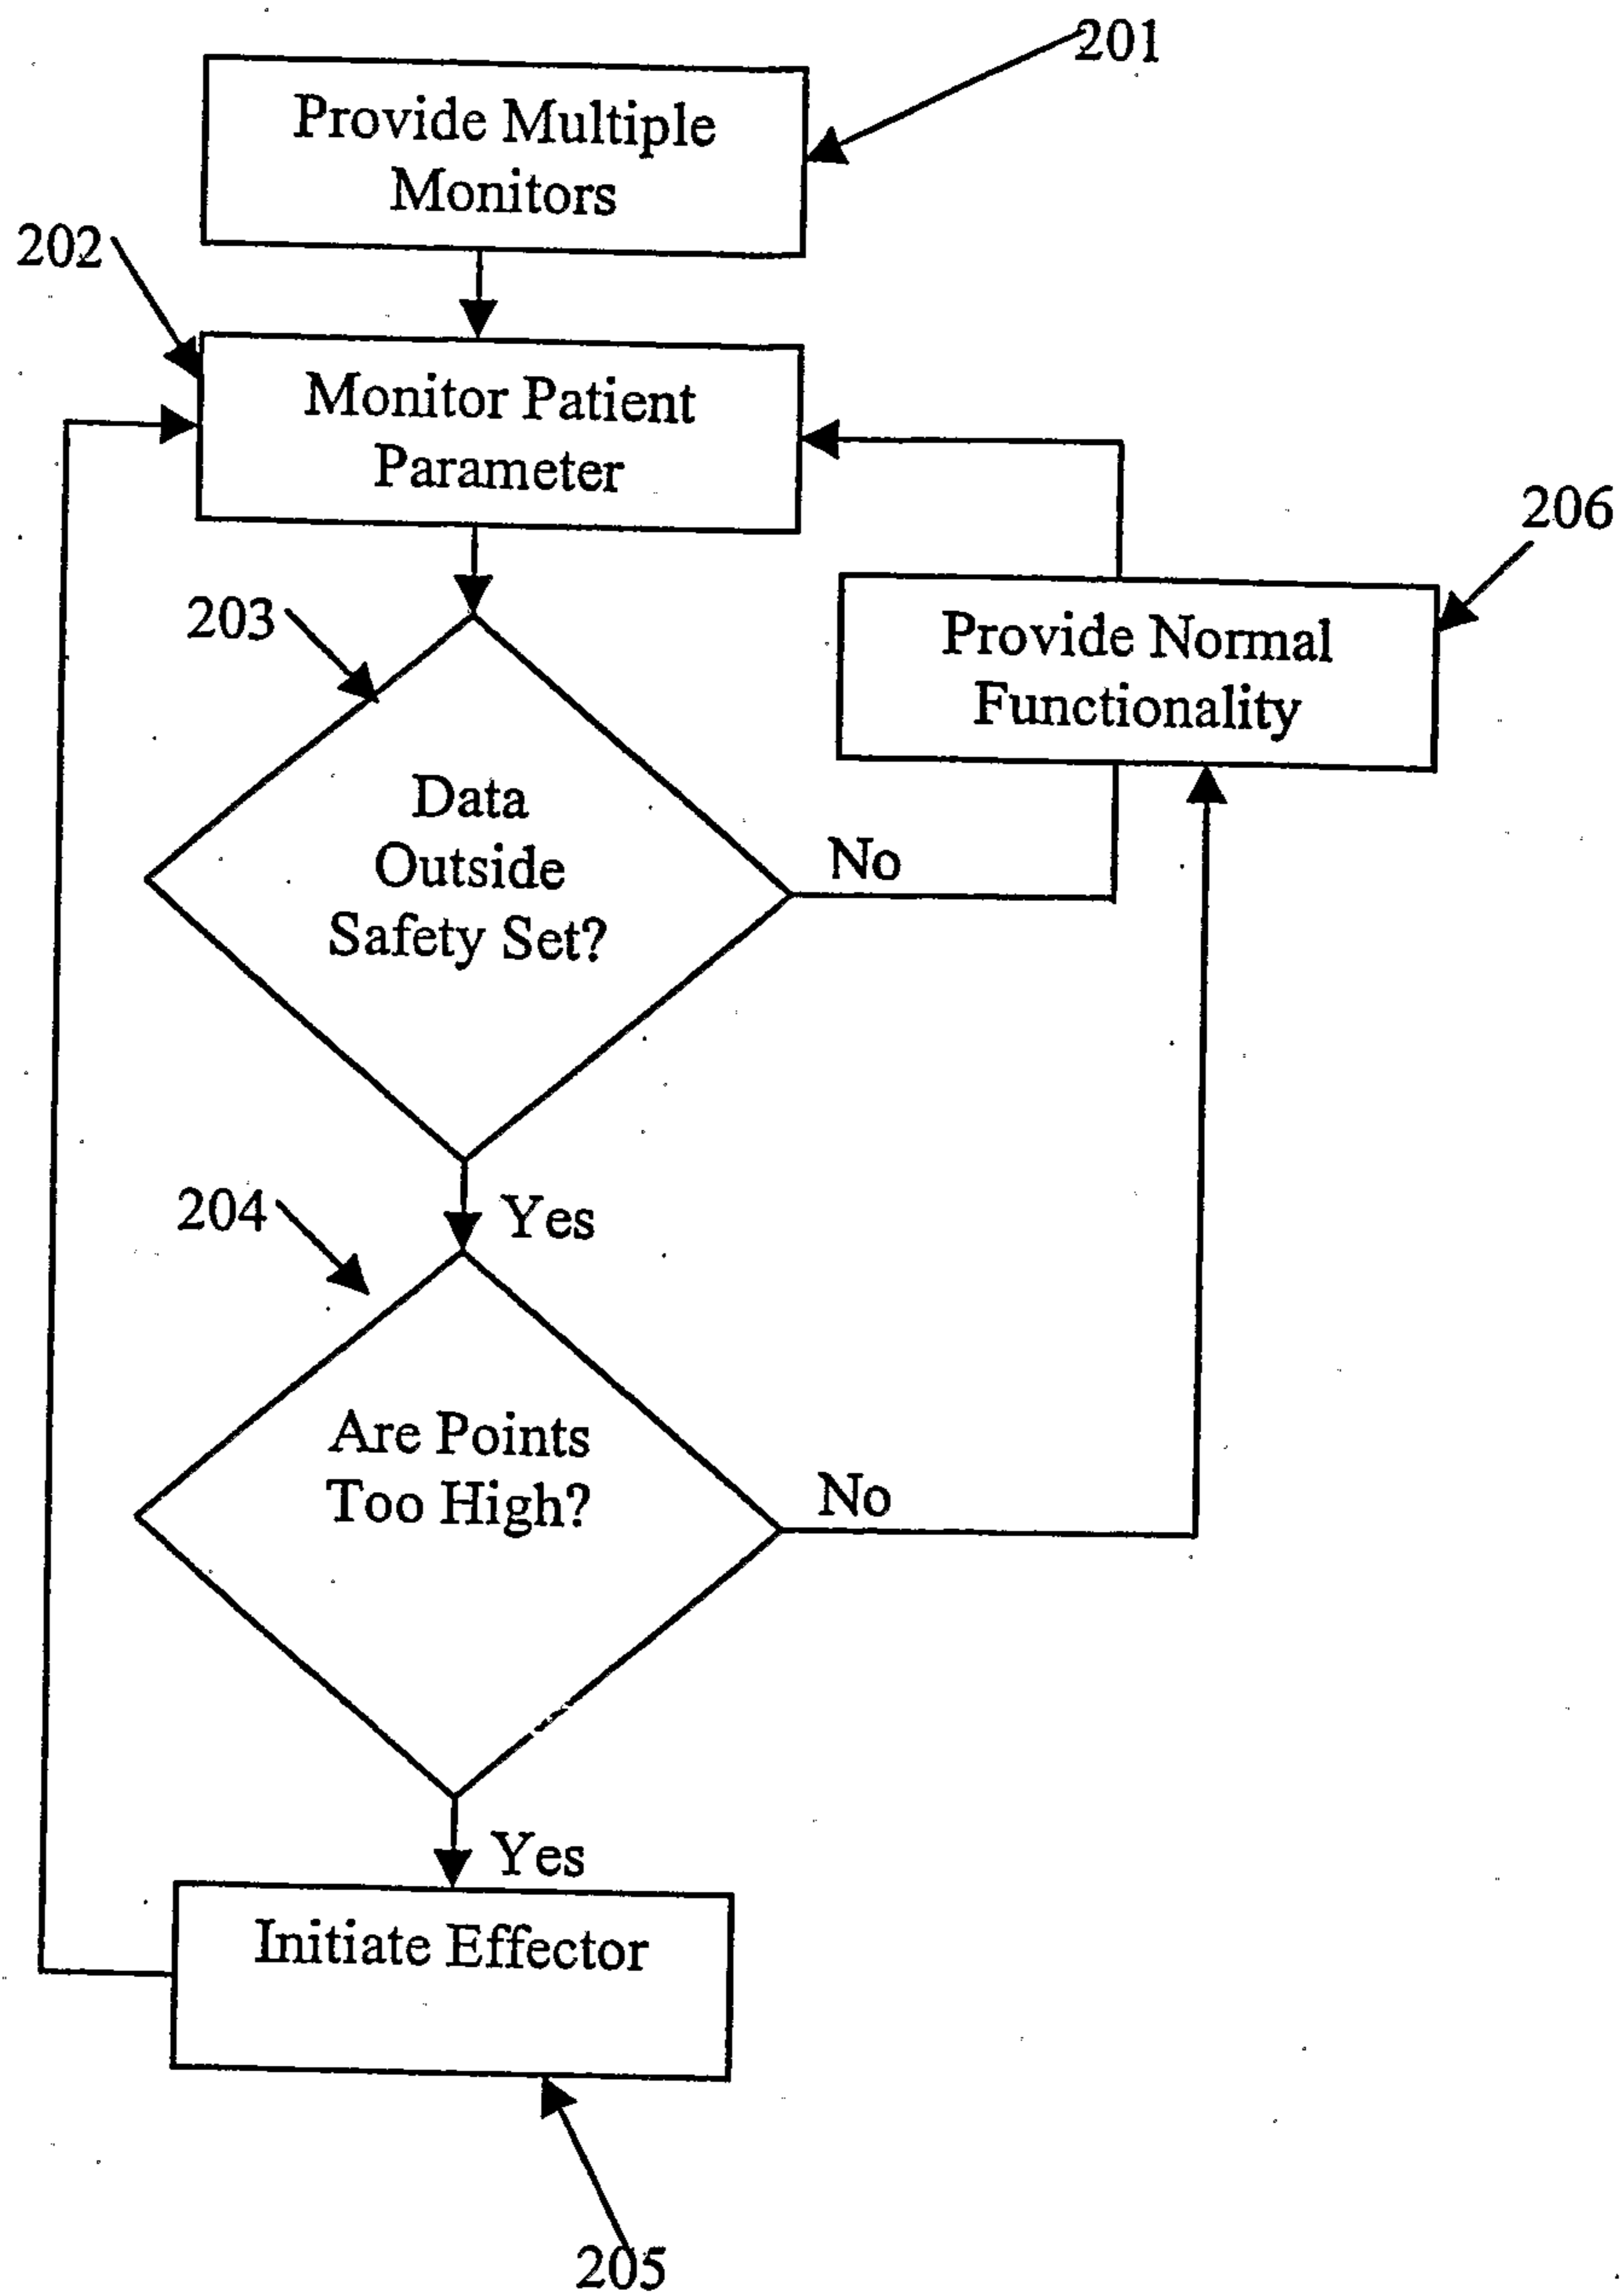 201
Provide Multiple
Monitors
202
Monitor Patient
Parameter
206
Provide Normal
Functionality
203
Data
Outside
Safety Set?
No
Yes
204
Are Points
Too High?
No
Yes
Initiate Effector
205